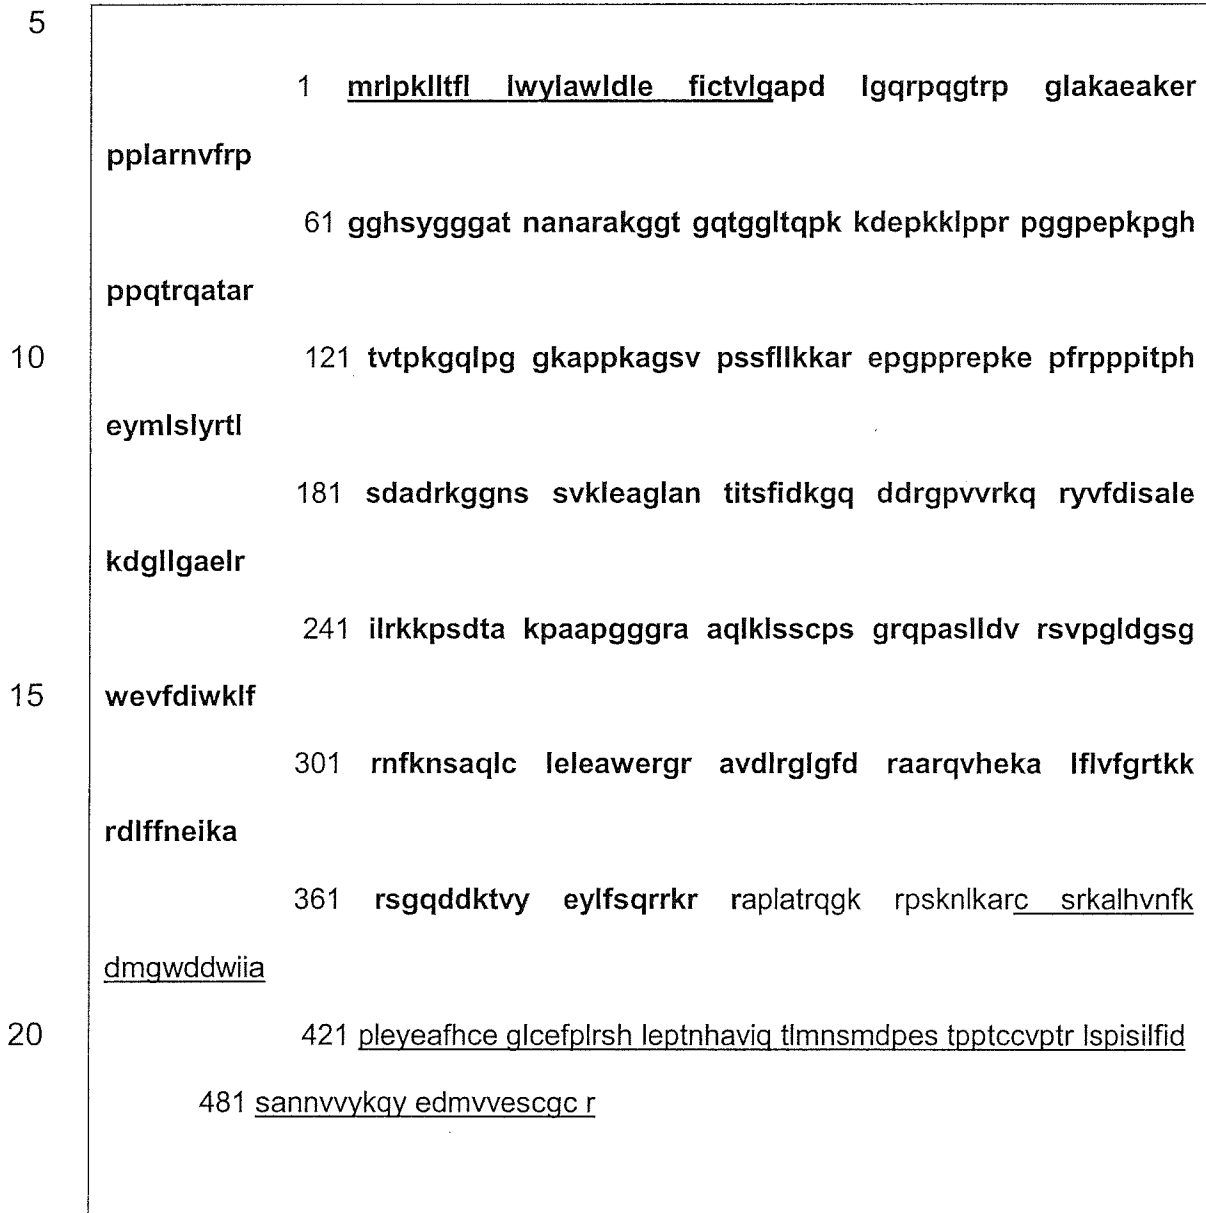 5
1 mrlpklltfl lwylawldle fictvlgapd lgqrpqgtrp glakaeaker
pplarnvfrp
61 gghsygggat nanarakggt gqtggltqpk kdepkklppr pggpepkpgh
ppqtrqatar
10 121 tvtpkgqlpg gkappkagsv pssfllkkar epgpprepke pfrpppitph
eymlslyrtl
181 sdadrkggns svkleaglan titsfidkgq ddrgpvvrkq ryvfdisale
kdgllgaelr
241 ilrkkpsdta kpaapgggra aqlklsscps grqpaslldv rsvpgldgsg
15 wevfdiwklf
301 rnfknsaqlc leleawergr avdlrglgfd raarqvheka lflvfgrtkk
rdlffneika
361 rsgqddktvy eylfsqrrkr raplatrqgk rpsknlkarc srkalhvnfk
dmgwddwiia
20 421 pleyeafhce glcefplrsh leptnhaviq tlmnsmdpes tpptccvptr lspisilfid
481 sannvvykqy edmvvescgc r